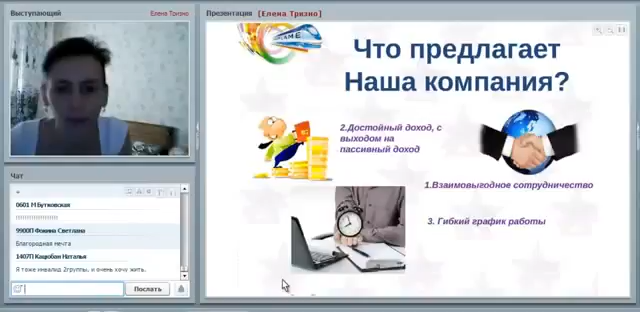 Выступающий
Елена Тризно
Презентация [Елена Тризно]
Что предлагает
Наша компания?
2.Достойный доход, с
выходом на
пассивный доход
1.Взаимовыгодное сотрудничество
3. Гибкий график работы
Чат
0601 М Бутковская
!!!!!!!!!!!!!!!!!!!!!
9900П Фокина Светлана
Благородная мечта
1407П Кацюбан Наталья
Я тоже инвалид 2группы, и очень хочу жить.
Послать